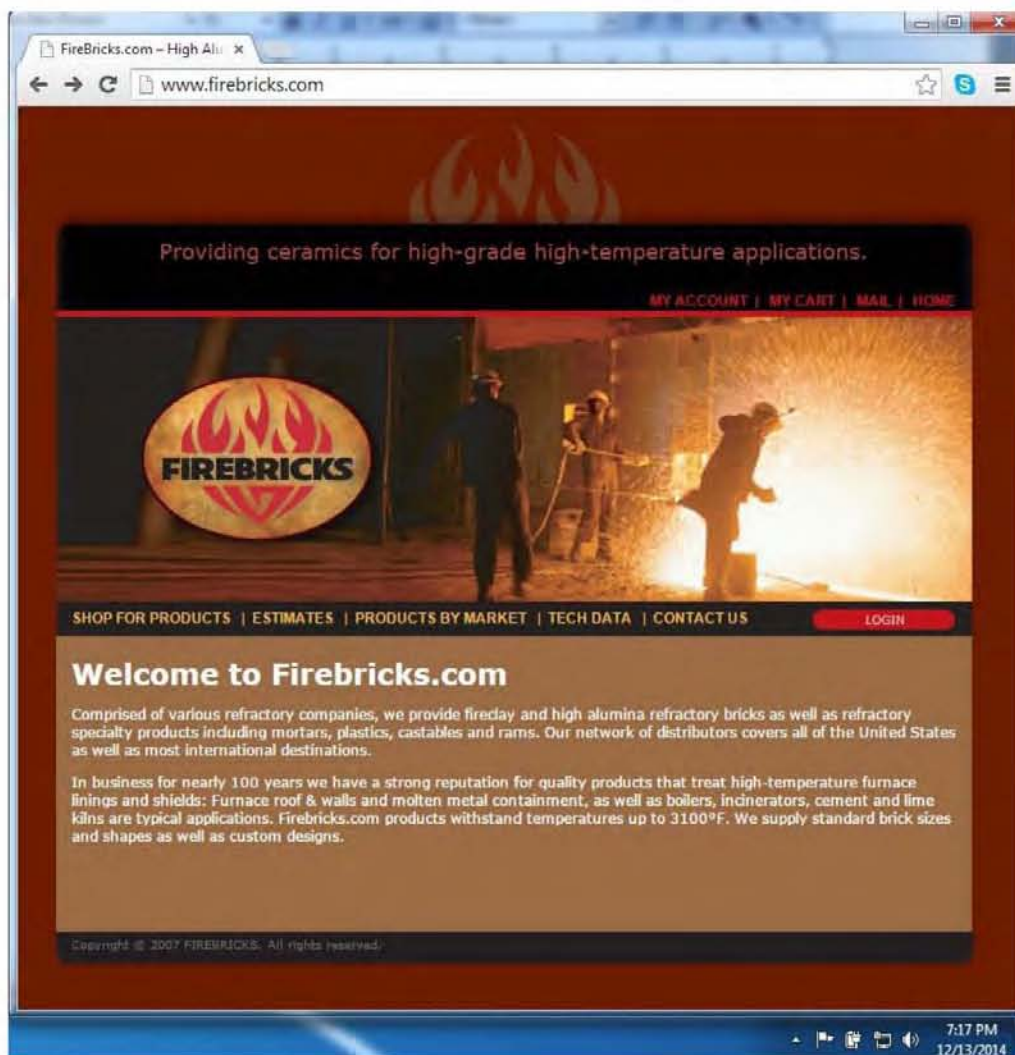 FireBricks.com – High Alu
www.firebricks.com
Providing ceramics for high-grade high-temperature applications.
MY ACCOUNT | MY CART | MAIL | HOME
FIREBRICKS
SHOP FOR PRODUCTS | ESTIMATES | PRODUCTS BY MARKET | TECH DATA | CONTACT US
LOGIN
Welcome to Firebricks.com
Comprised of various refractory companies, we provide fireclay and high alumina refractory bricks as well as refractory
specialty products including mortars, plastics, castables and rams. Our network of distributors covers all of the United States
as well as most international destinations.
In business for nearly 100 years we have a strong reputation for quality products that treat high-temperature furnace
linings and shields: Furnace roof & walls and molten metal containment, as well as boilers, incinerators, cement and lime
kilns are typical applications. Firebricks.com products withstand temperatures up to 3100°F. We supply standard brick sizes
and shapes as well as custom designs.
Copyright © 2007 FIREBRICKS. All rights reserved.
7:17 PM
12/13/2014